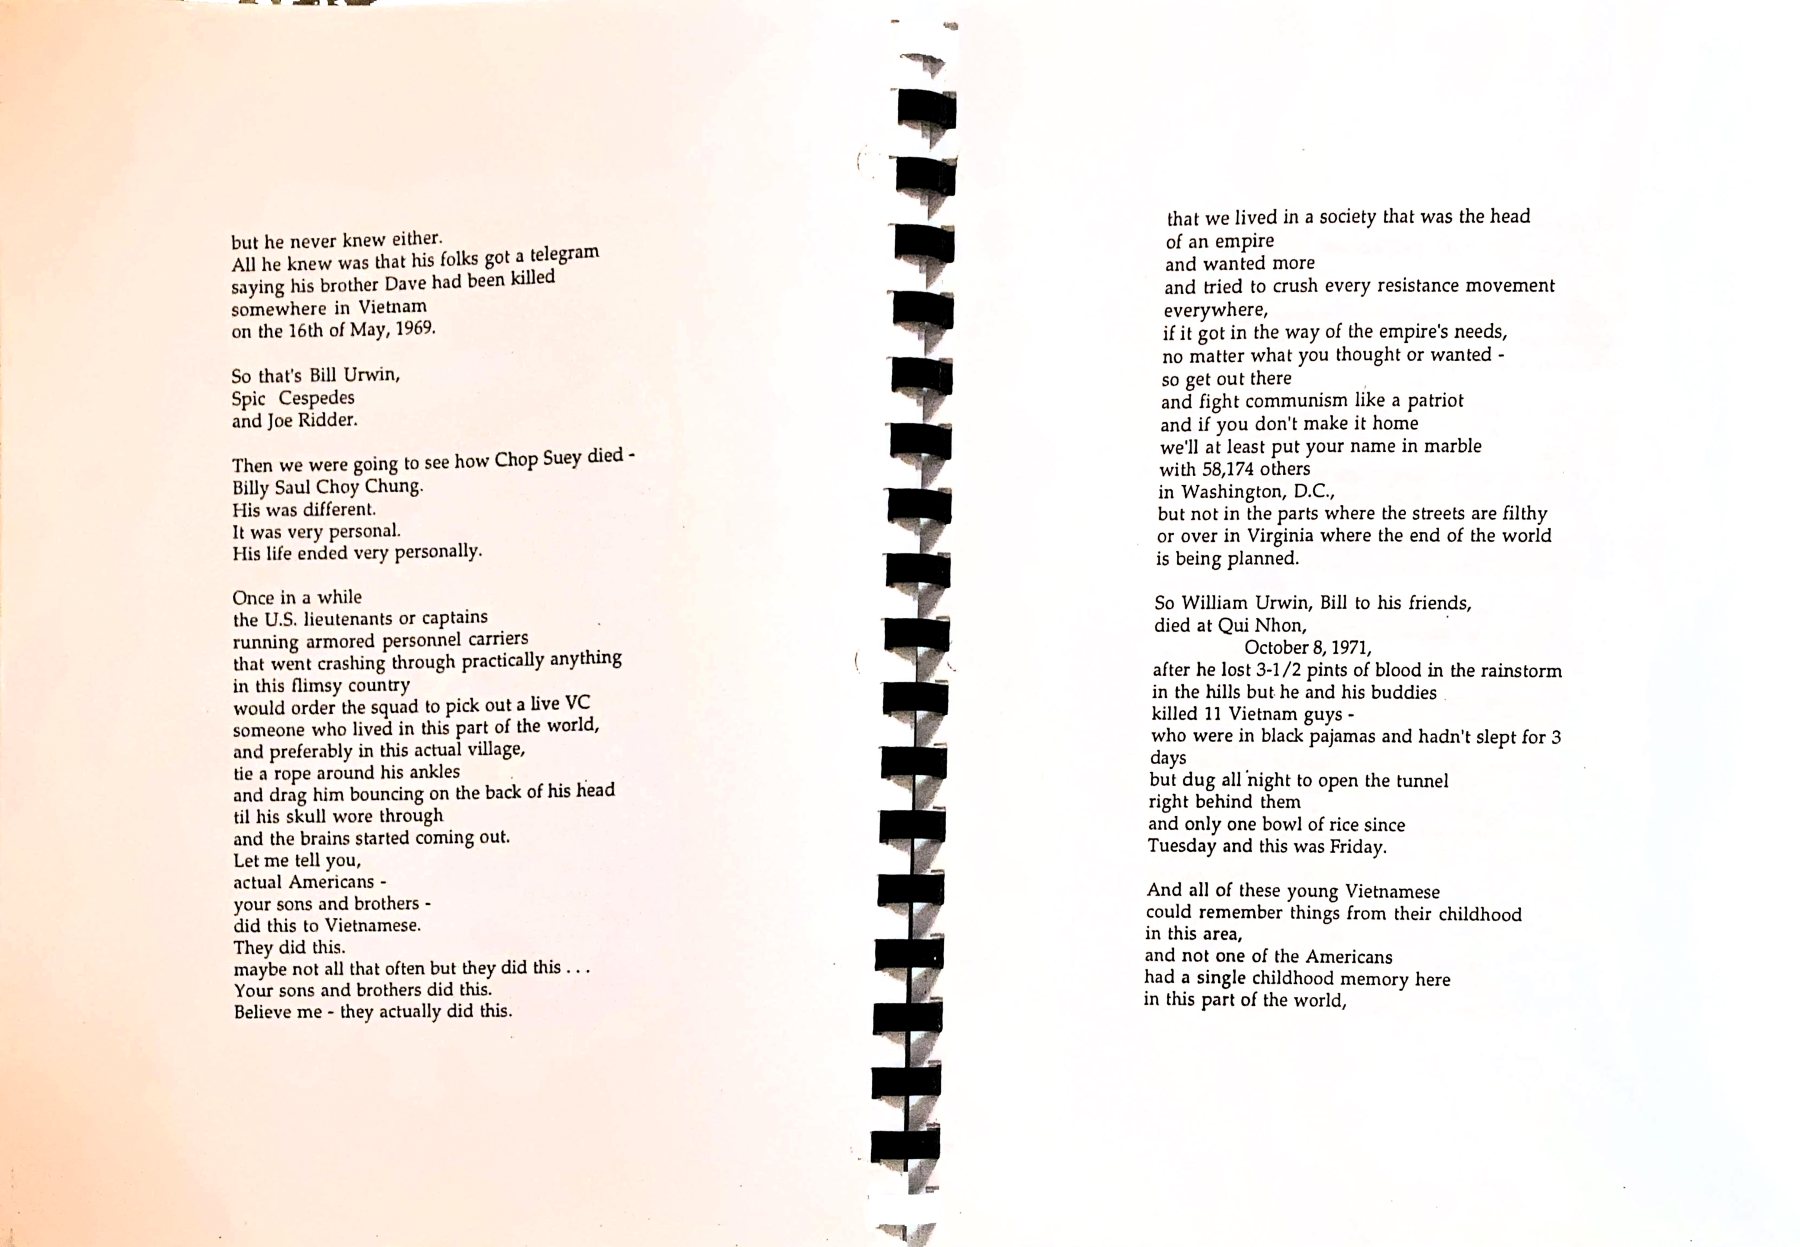 but he never knew either.
All he knew was that his folks got a telegram
saying his brother Dave had been killed
somewhere in Vietnam
on the 16th of May, 1969.

So that's Bill Urwin,
Spic Cespedes
and Joe Ridder.

Then we were going to see how Chop Suey died -
Billy Saul Choy Chung.
His was different.
It was very personal.
His life ended very personally.

Once in a while
the U.S. lieutenants or captains
running armored personnel carriers
that went crashing through practically anything
in this flimsy country
would order the squad to pick out a live VC
someone who lived in this part of the world,
and preferably in this actual village,
tie a rope around his ankles
and drag him bouncing on the back of his head
til his skull wore through
and the brains started coming out.
Let me tell you,
actual Americans -
your sons and brothers -
did this to Vietnamese.
They did this.
maybe not all that often but they did this . . .
Your sons and brothers did this.
Believe me - they actually did this.

that we lived in a society that was the head
of an empire
and wanted more
and tried to crush every resistance movement
everywhere,
if it got in the way of the empire's needs,
no matter what you thought or wanted -
so get out there
and fight communism like a patriot
and if you don't make it home
we'll at least put your name in marble
with 58,174 others
in Washington, D.C.,
but not in the parts where the streets are filthy
or over in Virginia where the end of the world
is being planned.

So William Urwin, Bill to his friends,
died at Qui Nhon,
October 8, 1971,
after he lost 3-1/2 pints of blood in the rainstorm
in the hills but he and his buddies
killed 11 Vietnam guys -
who were in black pajamas and hadn't slept for 3
days
but dug all night to open the tunnel
right behind them
and only one bowl of rice since
Tuesday and this was Friday.

And all of these young Vietnamese
could remember things from their childhood
in this area,
and not one of the Americans
had a single childhood memory here
in this part of the world,